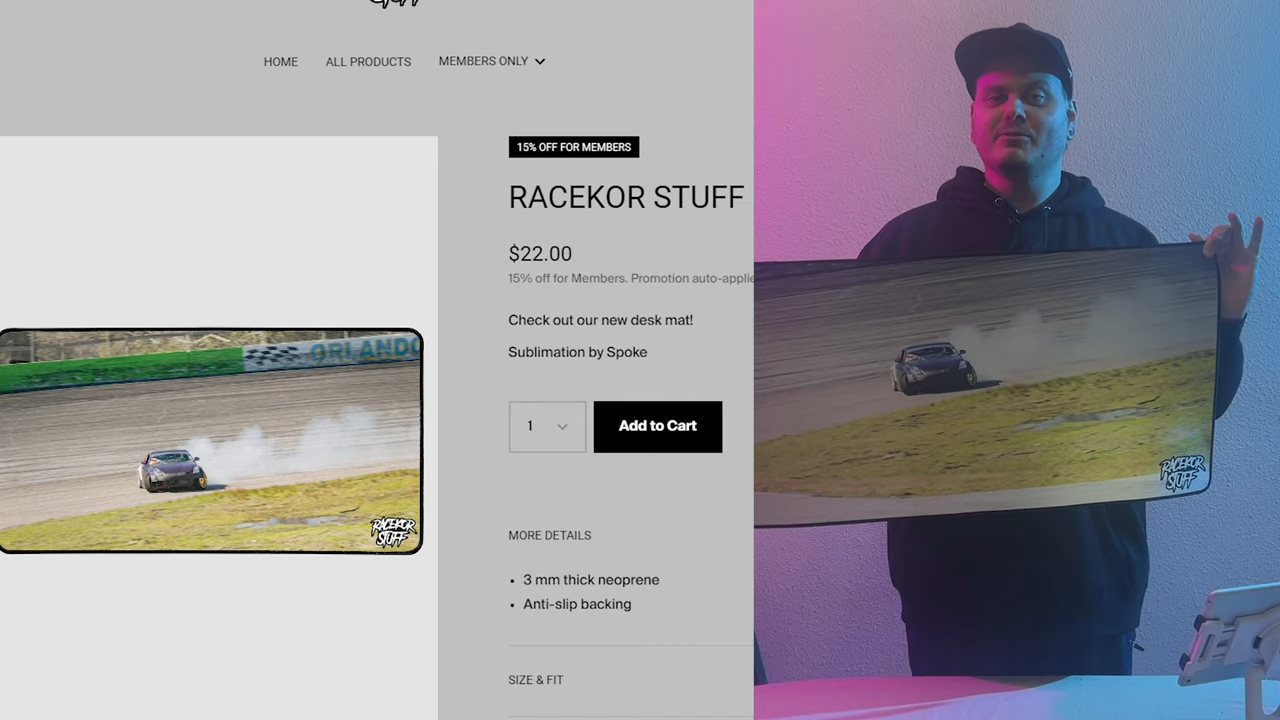 HOME
ALL PRODUCTS
MEMBERS ONLY
15% OFF FOR MEMBERS
RACEKOR STUFF
$22.00
15% off for Members. Promotion auto-applie
Check out our new desk mat!
Sublimation by Spoke
1
Add to Cart
ORLANDO
RACEKOR
STUFF
RACEKOR
STUFF
MORE DETAILS
• 3 mm thick neoprene
• Anti-slip backing
SIZE & FIT